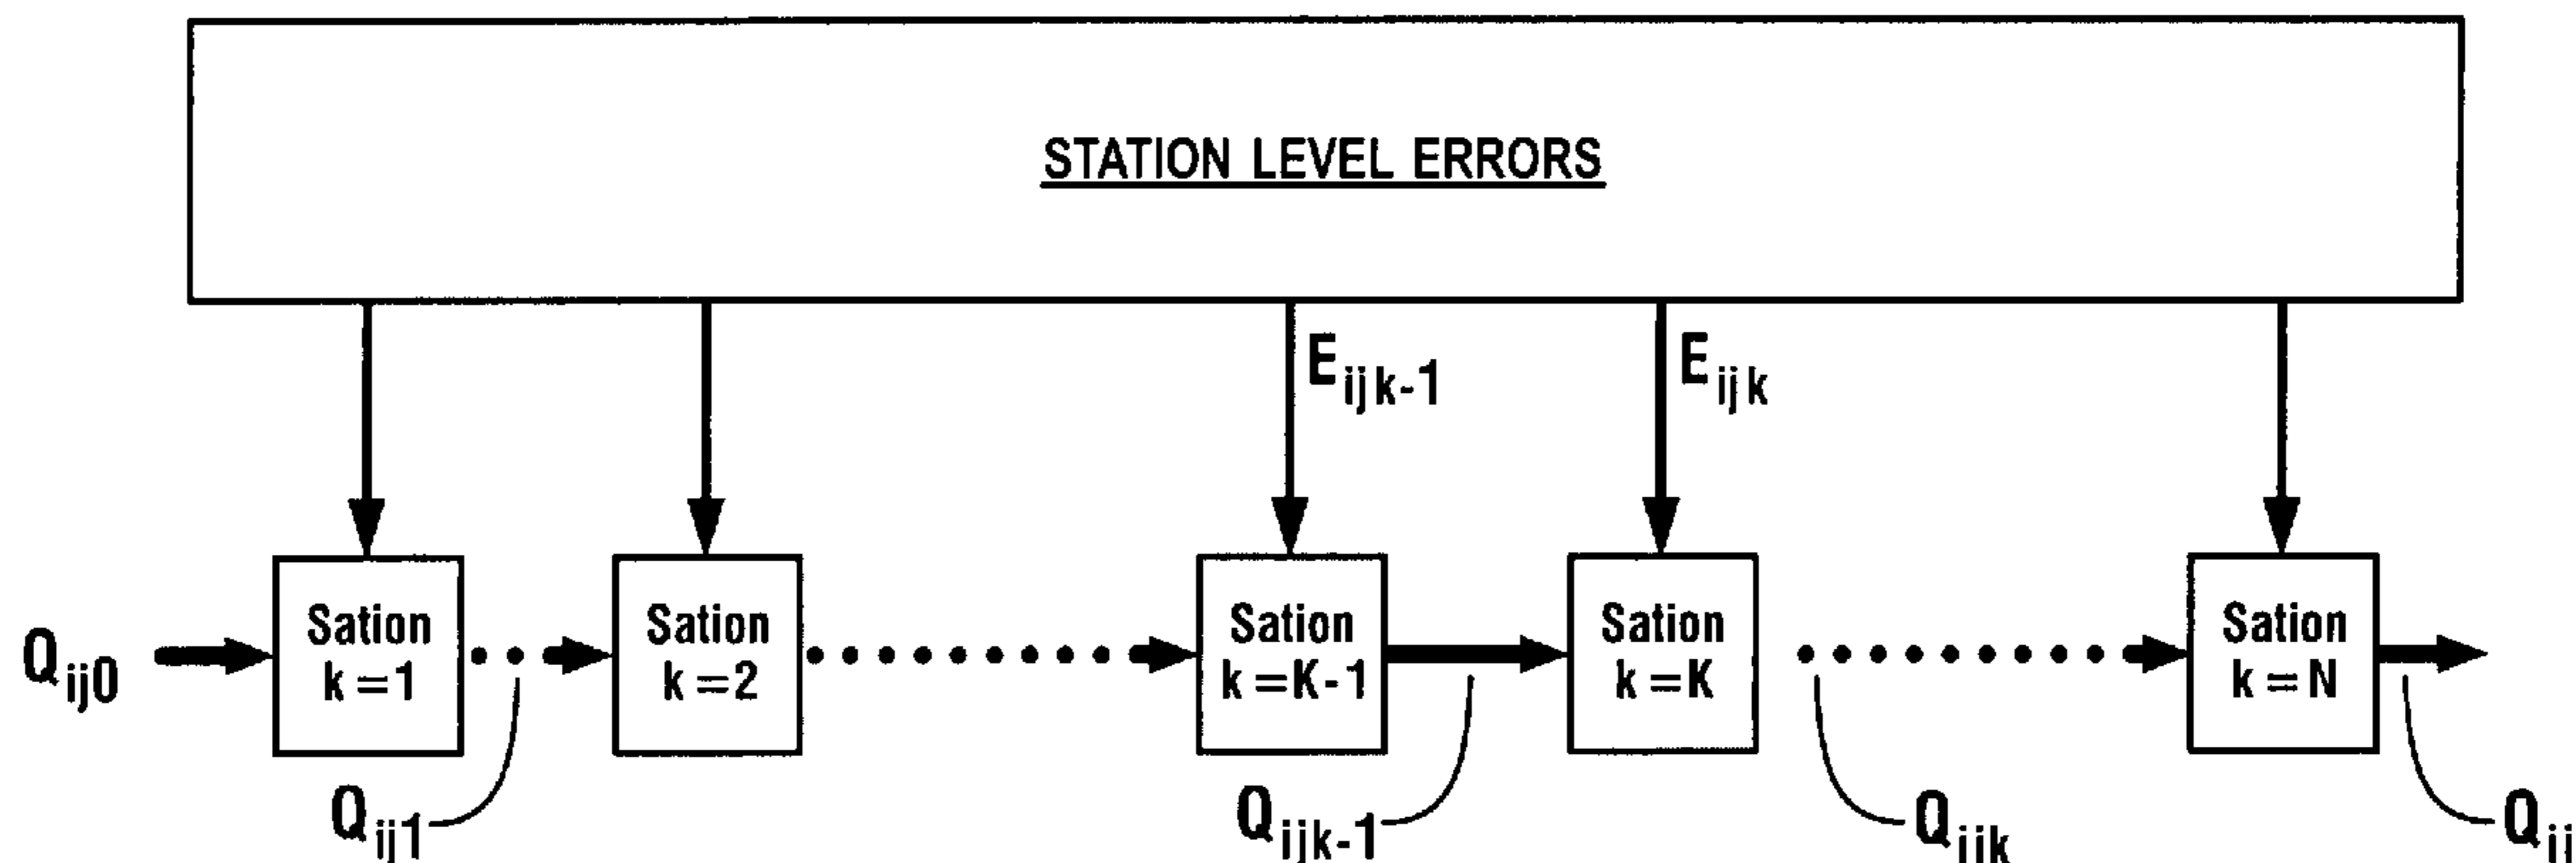 STATION LEVEL ERRORS
E_ijk-1
E_ijk
Q_ij0
Sation
k=1
Sation
k=2
Sation
k=K-1
Sation
k=K
Sation
k=N
Q_ij1
Q_ijk-1
Q_ijk
Q_ij